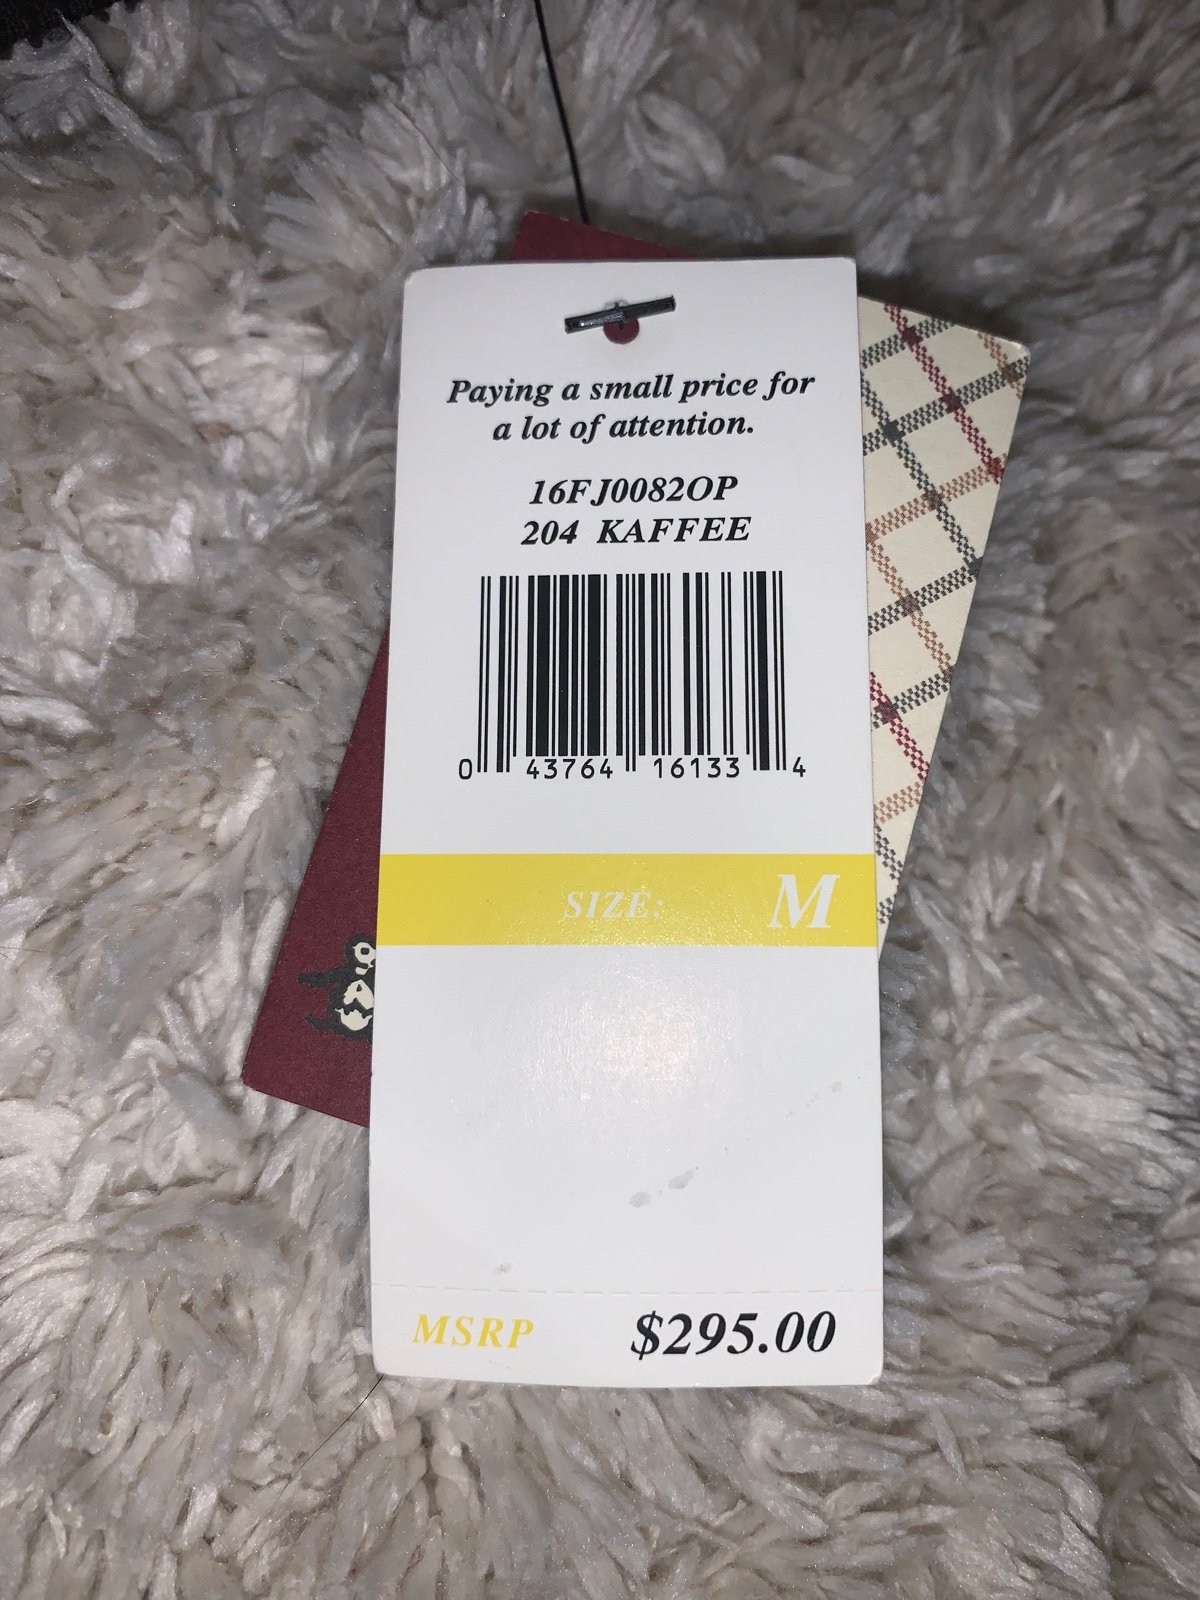 Paying a small price for
a lot of attention.
16FJ0082OP
204 KAFFEE
0 43764 16133 4
SIZE: M
MSRP $295.00